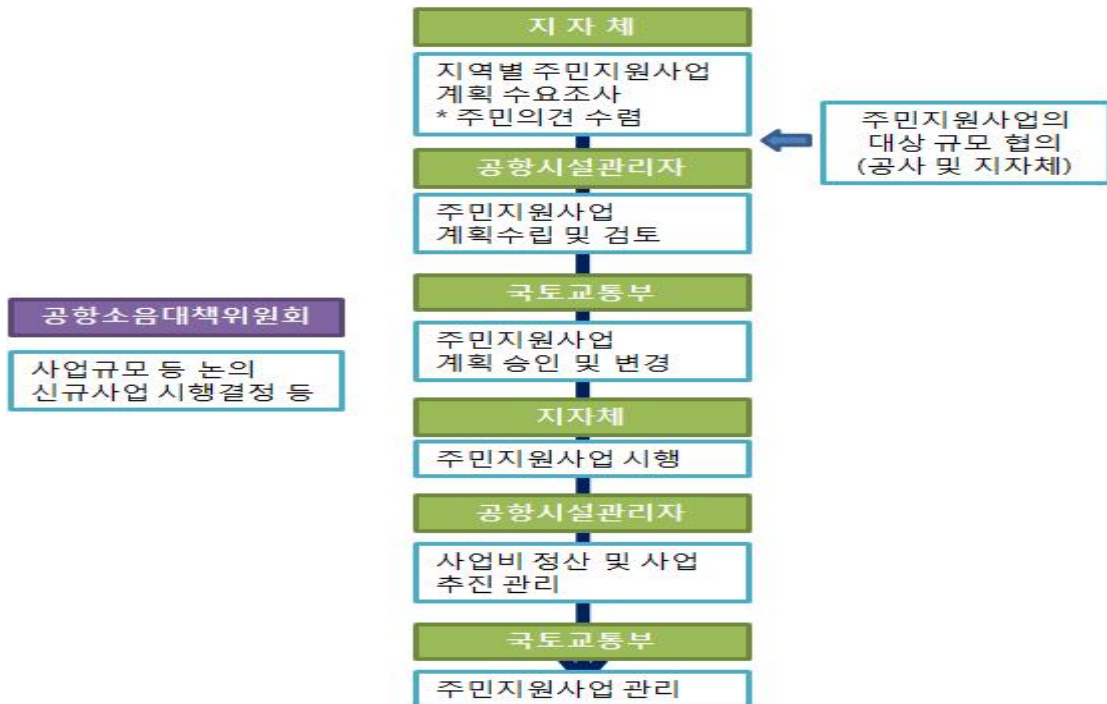 지 자 체
지역별 주민지원사업
계획 수요조사
* 주민의견 수렴
주민지원사업의
대상 규모 협의
(공사 및 지자체)
공항시설관리자
주민지원사업
계획수립 및 검토
국토교통부
공항소음대책위원회
주민지원사업
계획 승인 및 변경
사업규모 등 논의
신규사업 시행결정 등
지자체
주민지원사업 시행
공항시설관리자
사업비 정산 및 사업
추진 관리
국토교통부
주민지원사업 관리